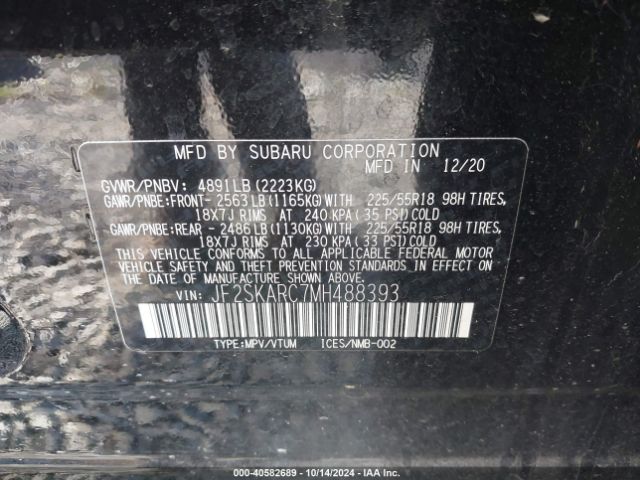 MFD BY SUBARU CORPORATION
MFD IN 12/20
GVWR/PNBV: 4891LB(2223KG)
GAWR/PNBE:FRONT- 2563LB(1165KG)WITH 225/55R18 98H TIRES,
18X7J RIMS AT 240 KPA(35 PSI)COLD
GAWR/PNBE:REAR - 2486LB(1130KG)WITH 225/55R18 98H TIRES,
18X7J RIMS AT 230 KPA(33 PSI)COLD
THIS VEHICLE CONFORMS TO ALL APPLICABLE FEDERAL MOTOR
VEHICLE SAFETY AND THEFT PREVENTION STANDARDS IN EFFECT ON
THE DATE OF MANUFACTURE SHOWN ABOVE.
VIN: JF2SKARC7MH488393
TYPE:MPV/VTUM ICES/NMB-002
000-40582689 - 10/14/2024 - IAA Inc.